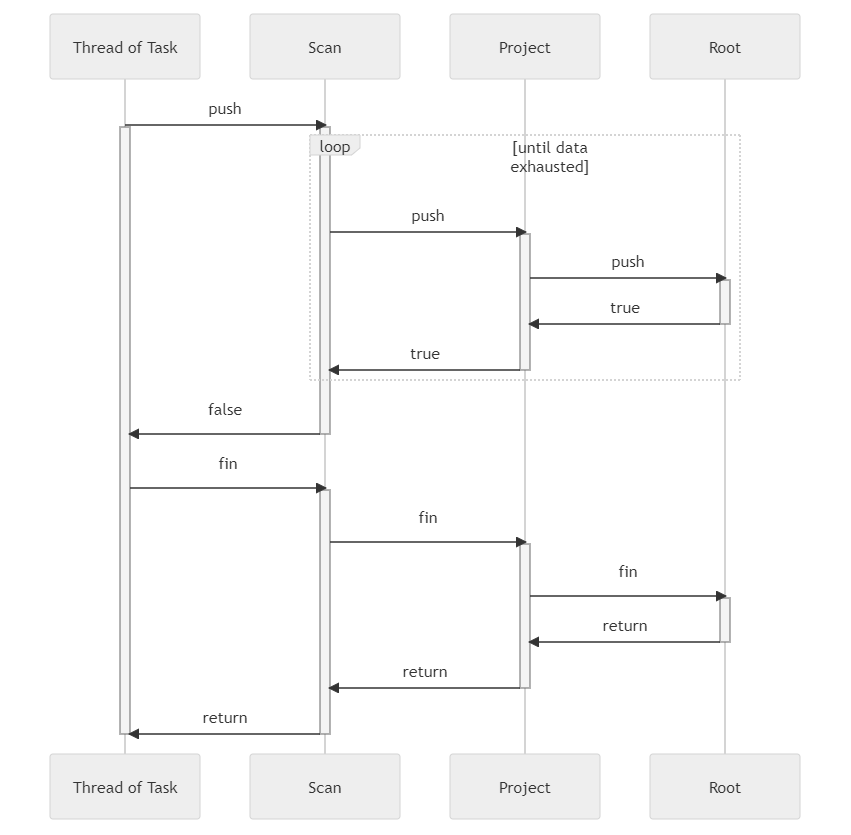 Thread of Task
Scan
Project
Root
push
loop
[until data
exhausted]
push
push
true
true
false
fin
fin
fin
return
return
return
Thread of Task
Scan
Project
Root